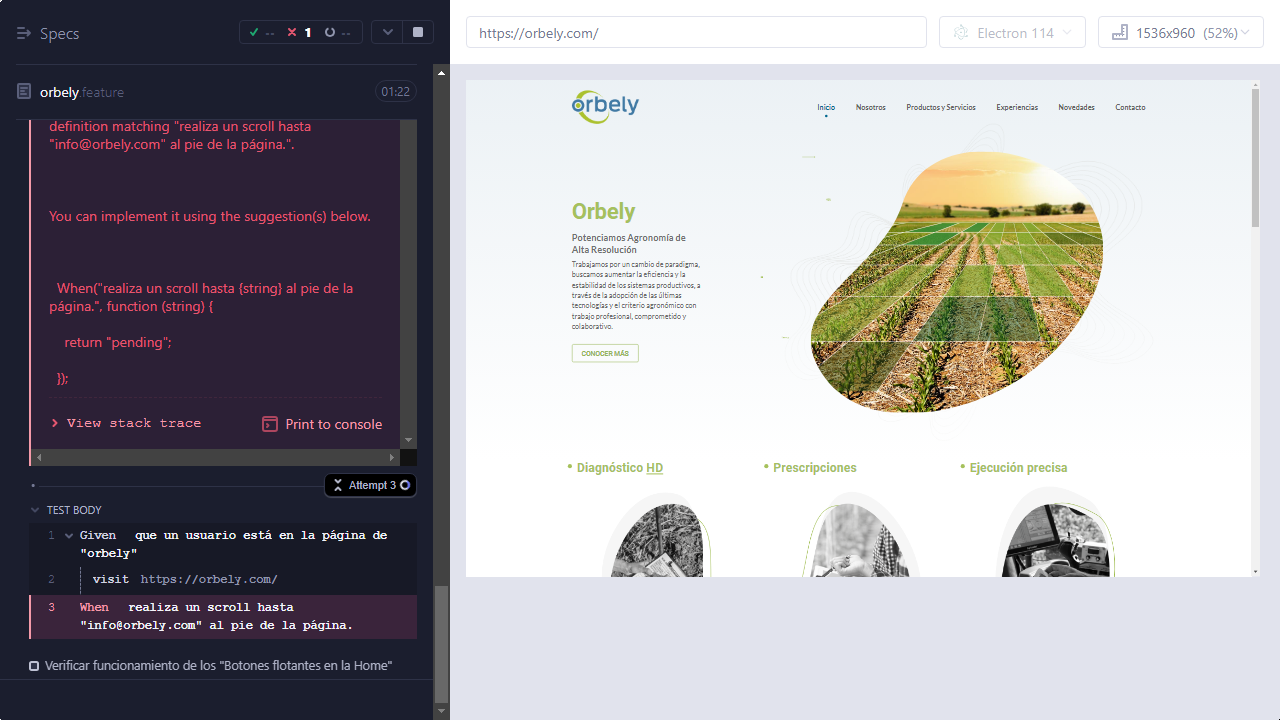 Specs
--
1
--
https://orbely.com/
Electron 114
1536x960 (52%)
orbely.feature
01:22
definition matching "realiza un scroll hasta
"info@orbely.com" al pie de la página.".
You can implement it using the suggestion(s) below.
When("realiza un scroll hasta {string} al pie de la
página.", function (string) {
return "pending";
});
View stack trace
Print to console
Attempt 3
TEST BODY
1 Given que un usuario está en la página de
"orbely"
2 visit https://orbely.com/
3 When realiza un scroll hasta
"info@orbely.com" al pie de la página.
Verificar funcionamiento de los "Botones flotantes en la Home"
orbely
Inicio
Nosotros
Productos y Servicios
Experiencias
Novedades
Contacto
Orbely
Potenciamos Agronomía de
Alta Resolución
Trabajamos por un cambio de paradigma,
buscamos aumentar la eficiencia y la
estabilidad de los sistemas productivos, a
través de la adopción de las últimas
tecnologías y el criterio agronómico con
trabajo profesional, comprometido y
colaborativo.
CONOCER MÁS
• Diagnóstico HD
• Prescripciones
• Ejecución precisa